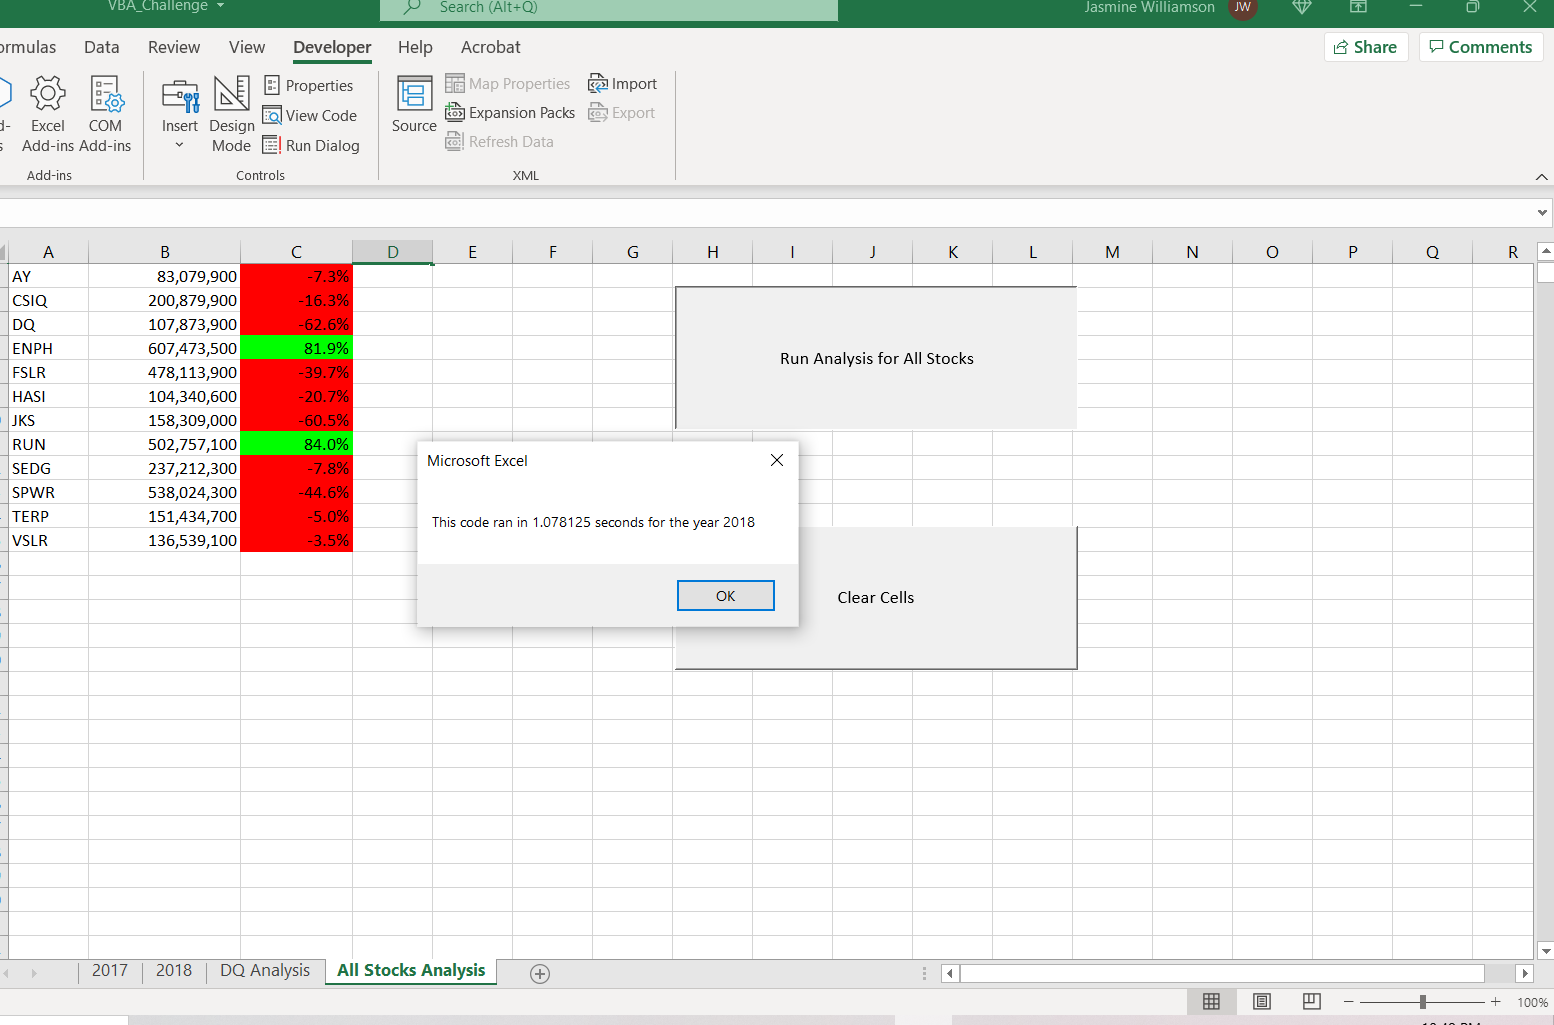 VBA_Challenge
Search (Alt+Q)
Jasmine Williamson JW
Data Review View Developer Help Acrobat
Share Comments
Excel Add-ins
COM Add-ins
Add-ins
Insert
Design Mode
Properties
View Code
Run Dialog
Controls
Source
Map Properties
Expansion Packs
Refresh Data
Import
Export
XML
A B C D E F G H I J K L M N O P Q R
AY 83,079,900 -7.3%
CSIQ 200,879,900 -16.3%
DQ 107,873,900 -62.6%
ENPH 607,473,500 81.9%
FSLR 478,113,900 -39.7%
HASI 104,340,600 -20.7%
JKS 158,309,000 -60.5%
RUN 502,757,100 84.0%
SEDG 237,212,300 -7.8%
SPWR 538,024,300 -44.6%
TERP 151,434,700 -5.0%
VSLR 136,539,100 -3.5%
Run Analysis for All Stocks
Microsoft Excel
This code ran in 1.078125 seconds for the year 2018
OK
Clear Cells
2017 2018 DQ Analysis All Stocks Analysis
100%